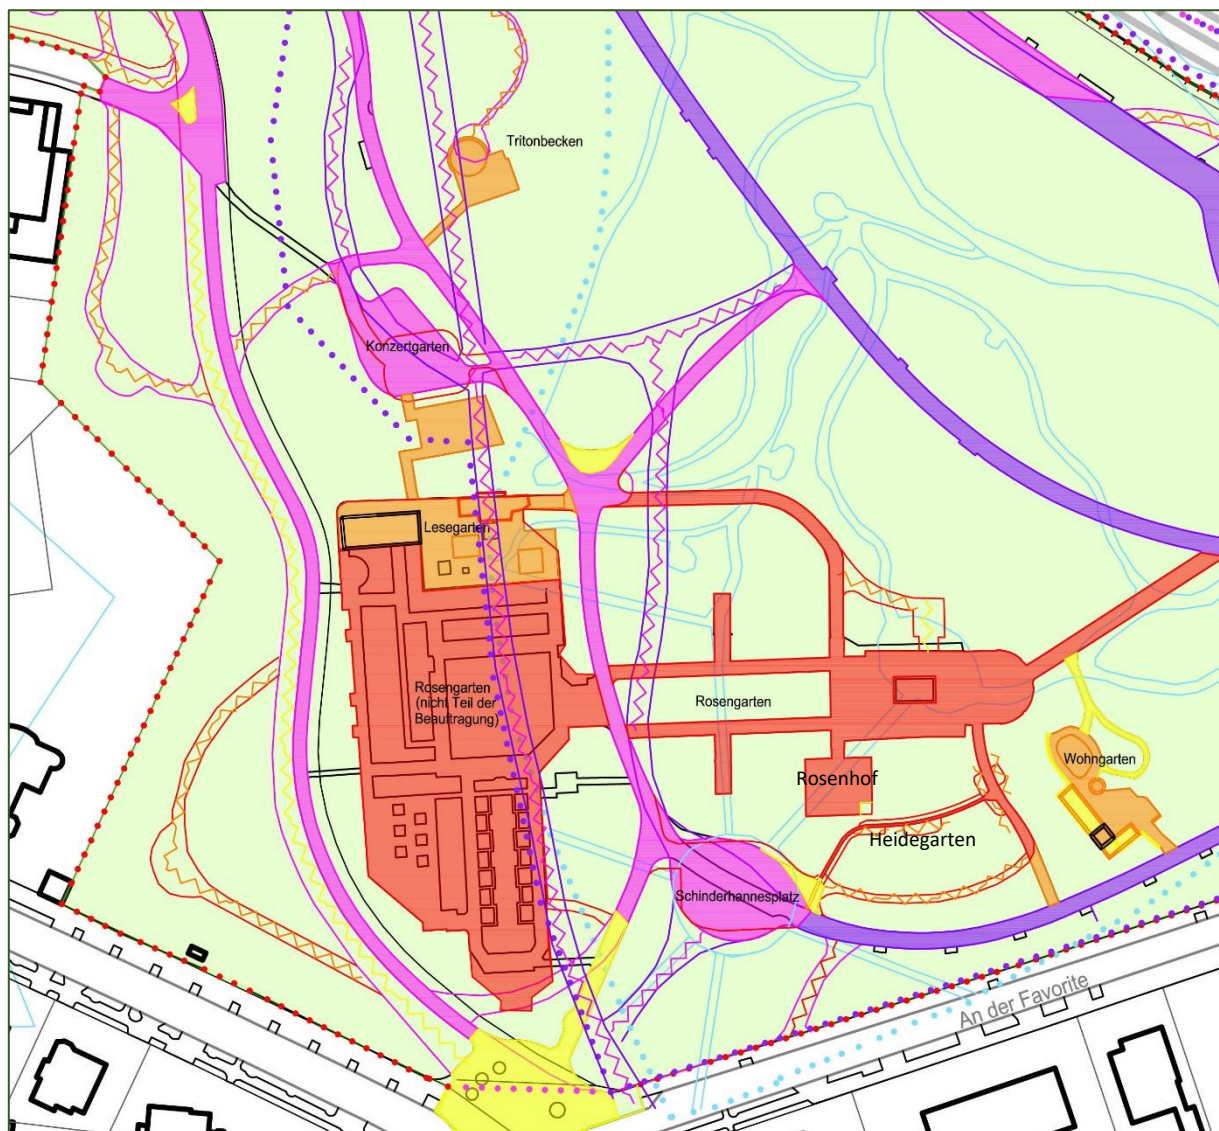 Tritonbecken
Konzertgarten
Lesegarten
Rosengarten
(nicht Teil der
Beauftragung)
Rosengarten
Wohngarten
Rosenhof
Heidegarten
Schinderhannesplatz
An der Favorite